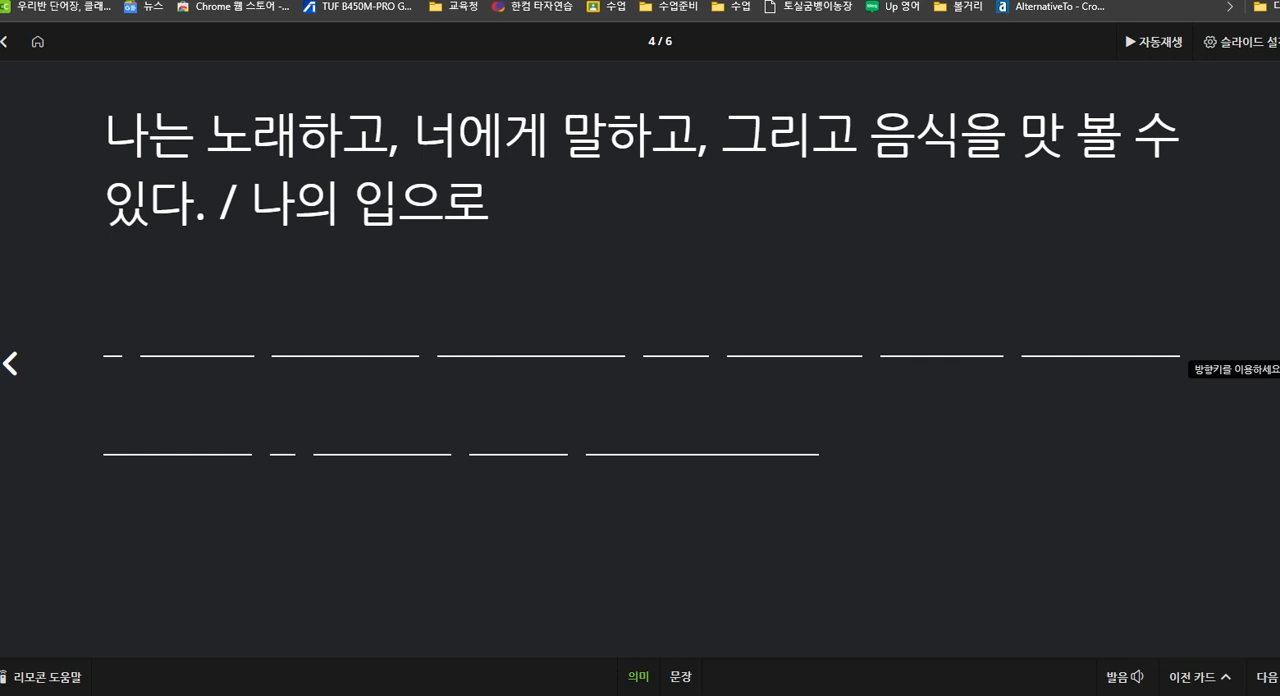 우리반 단어장, 클래... 뉴스 Chrome 웹 스토어 -... TUF B450M-PRO G... 교육청 한컴 타자연습 수업 수업준비 수업 토실굼벵이농장 Up 영어 볼거리 AlternativeTo - Cro...
4 / 6
자동재생 슬라이드
나는 노래하고, 너에게 말하고, 그리고 음식을 맛 볼 수
있다. / 나의 입으로
방향키를 이용하세요
리모콘 도움말 의미 문장 발음 이전 카드 다음